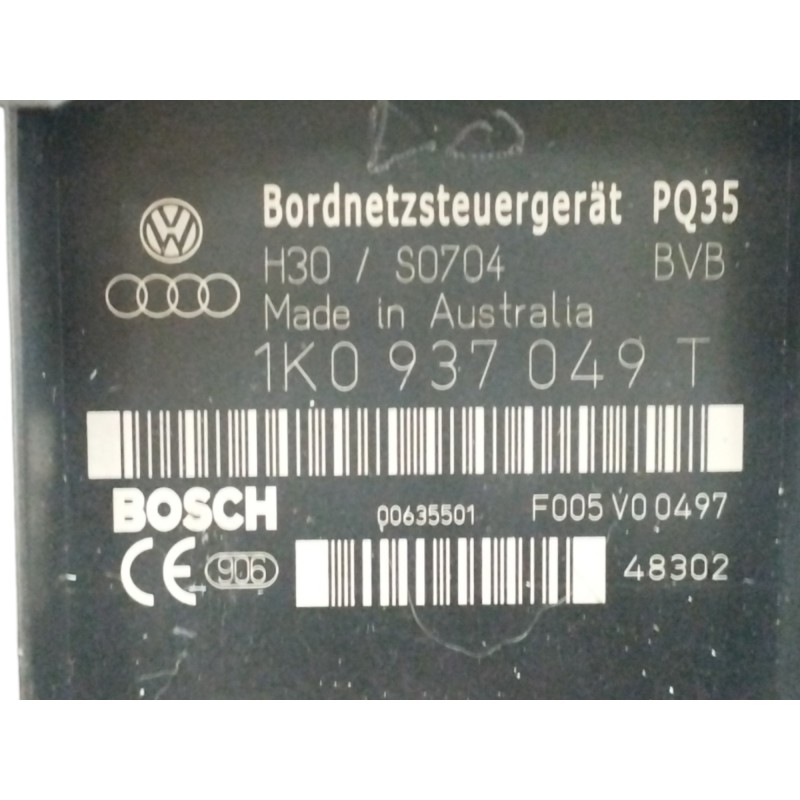 Bordnetzsteuergerät PQ35
H30 / S0704 BVB
Made in Australia
1K0 937 049 T
BOSCH 00635501 F005 V0 0497
CE 906 48302